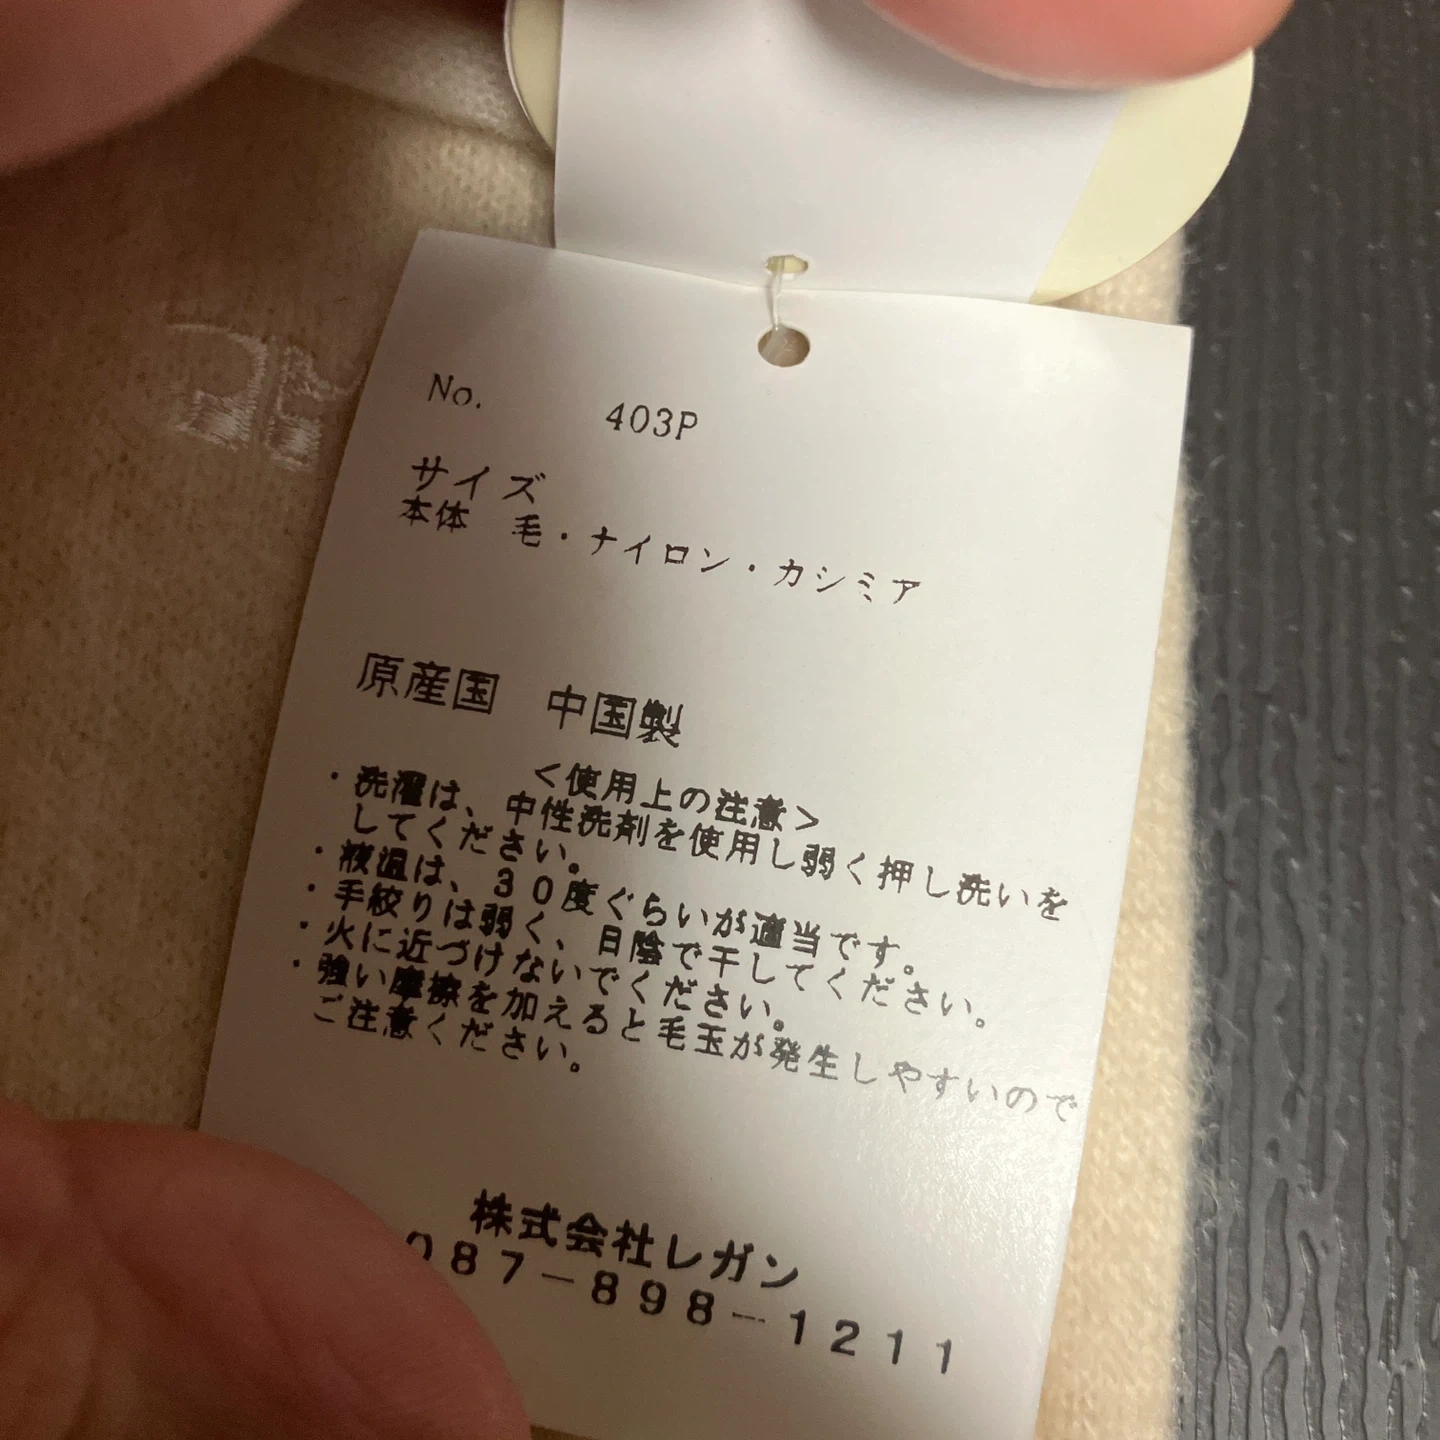 No. 403P
サイズ
本体 毛・ナイロン・カシミア
原産国 中国製
<使用上の注意>
・洗濯は、中性洗剤を使用し弱く押し洗いを
してください。
・液温は、30度ぐらいが適当です。
・手絞りは弱く、日陰で干してください。
・火に近づけないでください。
・強い摩擦を加えると毛玉が発生しやすいので
ご注意ください。
株式会社レガン
087-898-1211